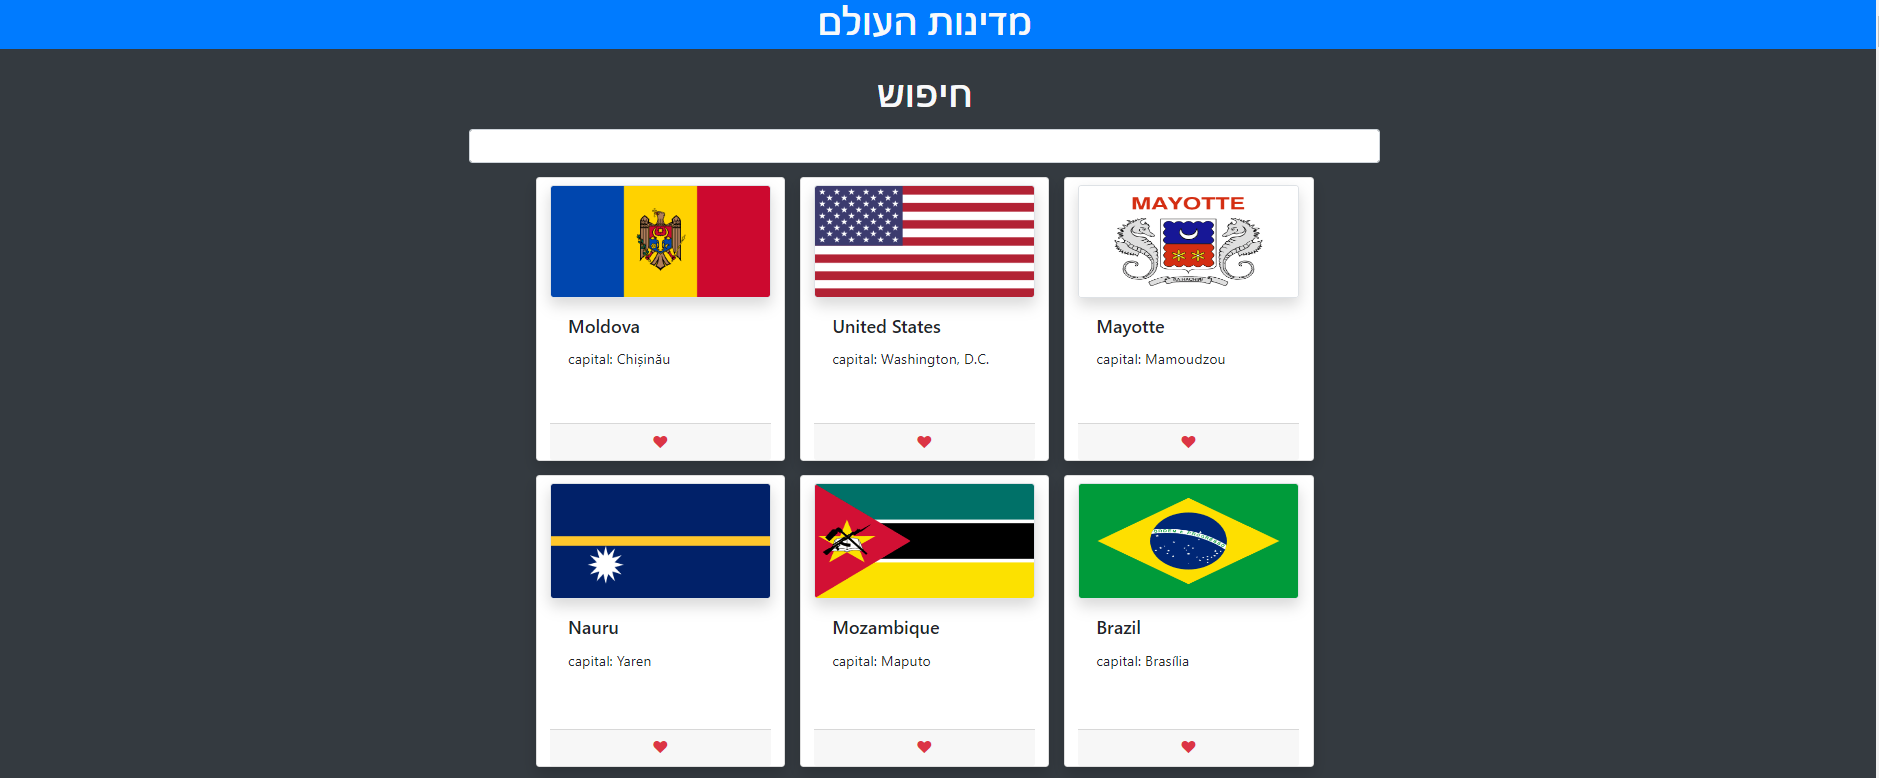 מדינות העולם
חיפוש
MAYOTTE
Moldova
capital: Chișinău
United States
capital: Washington, D.C.
Mayotte
capital: Mamoudzou
Nauru
capital: Yaren
Mozambique
capital: Maputo
Brazil
capital: Brasília